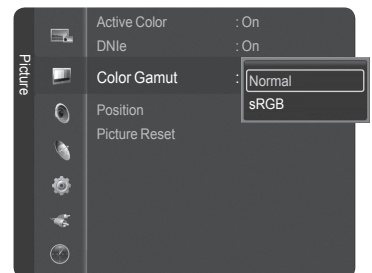 Picture
Active Color : On
DNIe : On
Color Gamut : Normal
sRGB
Position
Picture Reset